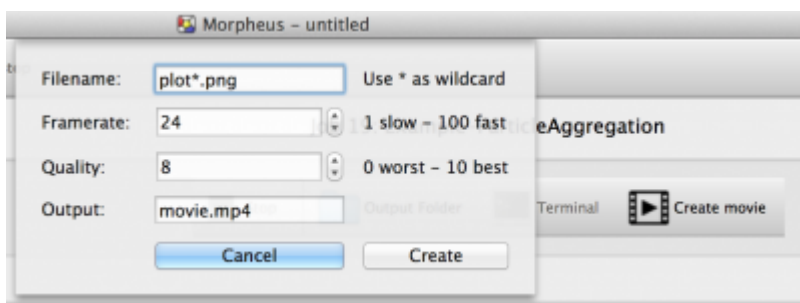 Morpheus – untitled
Filename: plot*.png Use * as wildcard
Framerate: 24 1 slow – 100 fast
eAggregation
Quality: 8 0 worst – 10 best
Output: movie.mp4 Output Folder Terminal Create movie
Cancel Create